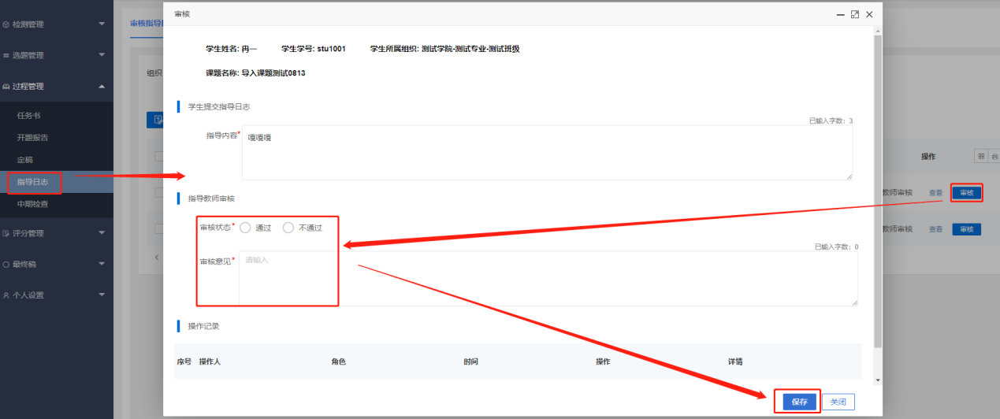 检测管理
选题管理
过程管理
任务书
开题报告
定稿
指导日志
中期检查
评分管理
最终稿
个人设置
审核指导
组织
审核
学生姓名: 冉一 学生学号: stu1001 学生所属组织: 测试学院-测试专业-测试班级
课题名称: 导入课题测试0813
学生提交指导日志
已输入字数: 3
指导内容*
嘎嘎嘎
指导教师审核
审核状态* 通过 不通过
已输入字数: 0
审核意见* 请输入
操作记录
序号 操作人 角色 时间 操作 详情
保存 关闭
操作
教师审核 查看 审核
教师审核 查看 审核